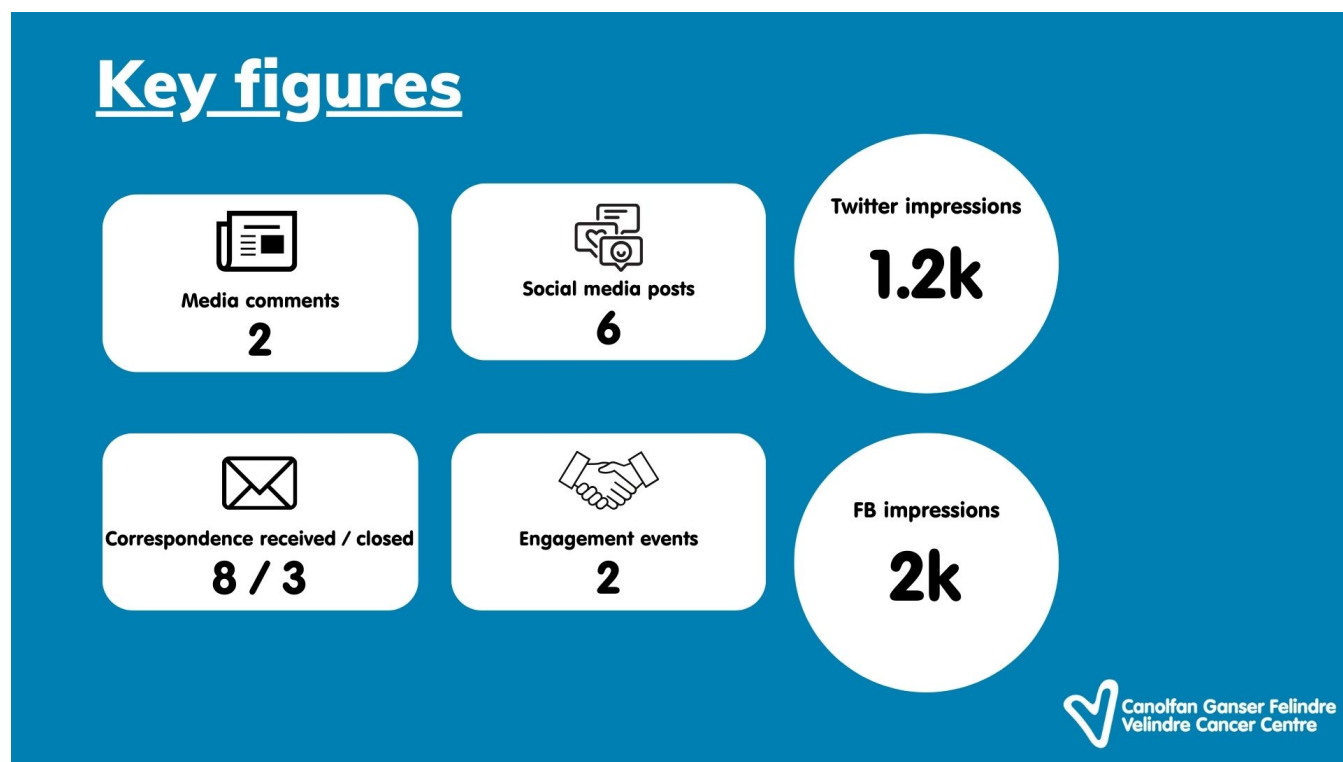 Key figures
Media comments
2
Social media posts
6
Twitter impressions
1.2k
Correspondence received / closed
8 / 3
Engagement events
2
FB impressions
2k
Canolfan Ganser Felindre
Velindre Cancer Centre